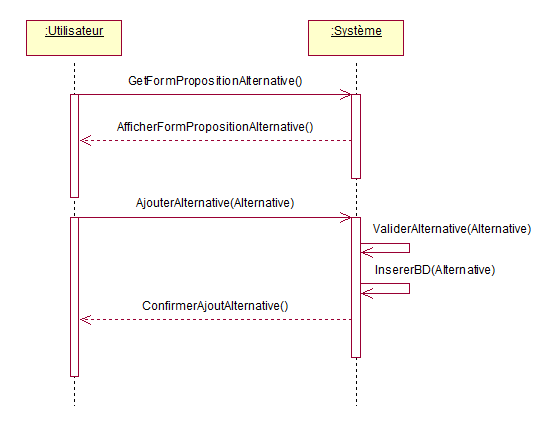 :Utilisateur
:Système
GetFormPropositionAlternative()
AfficherFormPropositionAlternative()
AjouterAlternative(Alternative)
ValiderAlternative(Alternative)
InsererBD(Alternative)
ConfirmerAjoutAlternative()